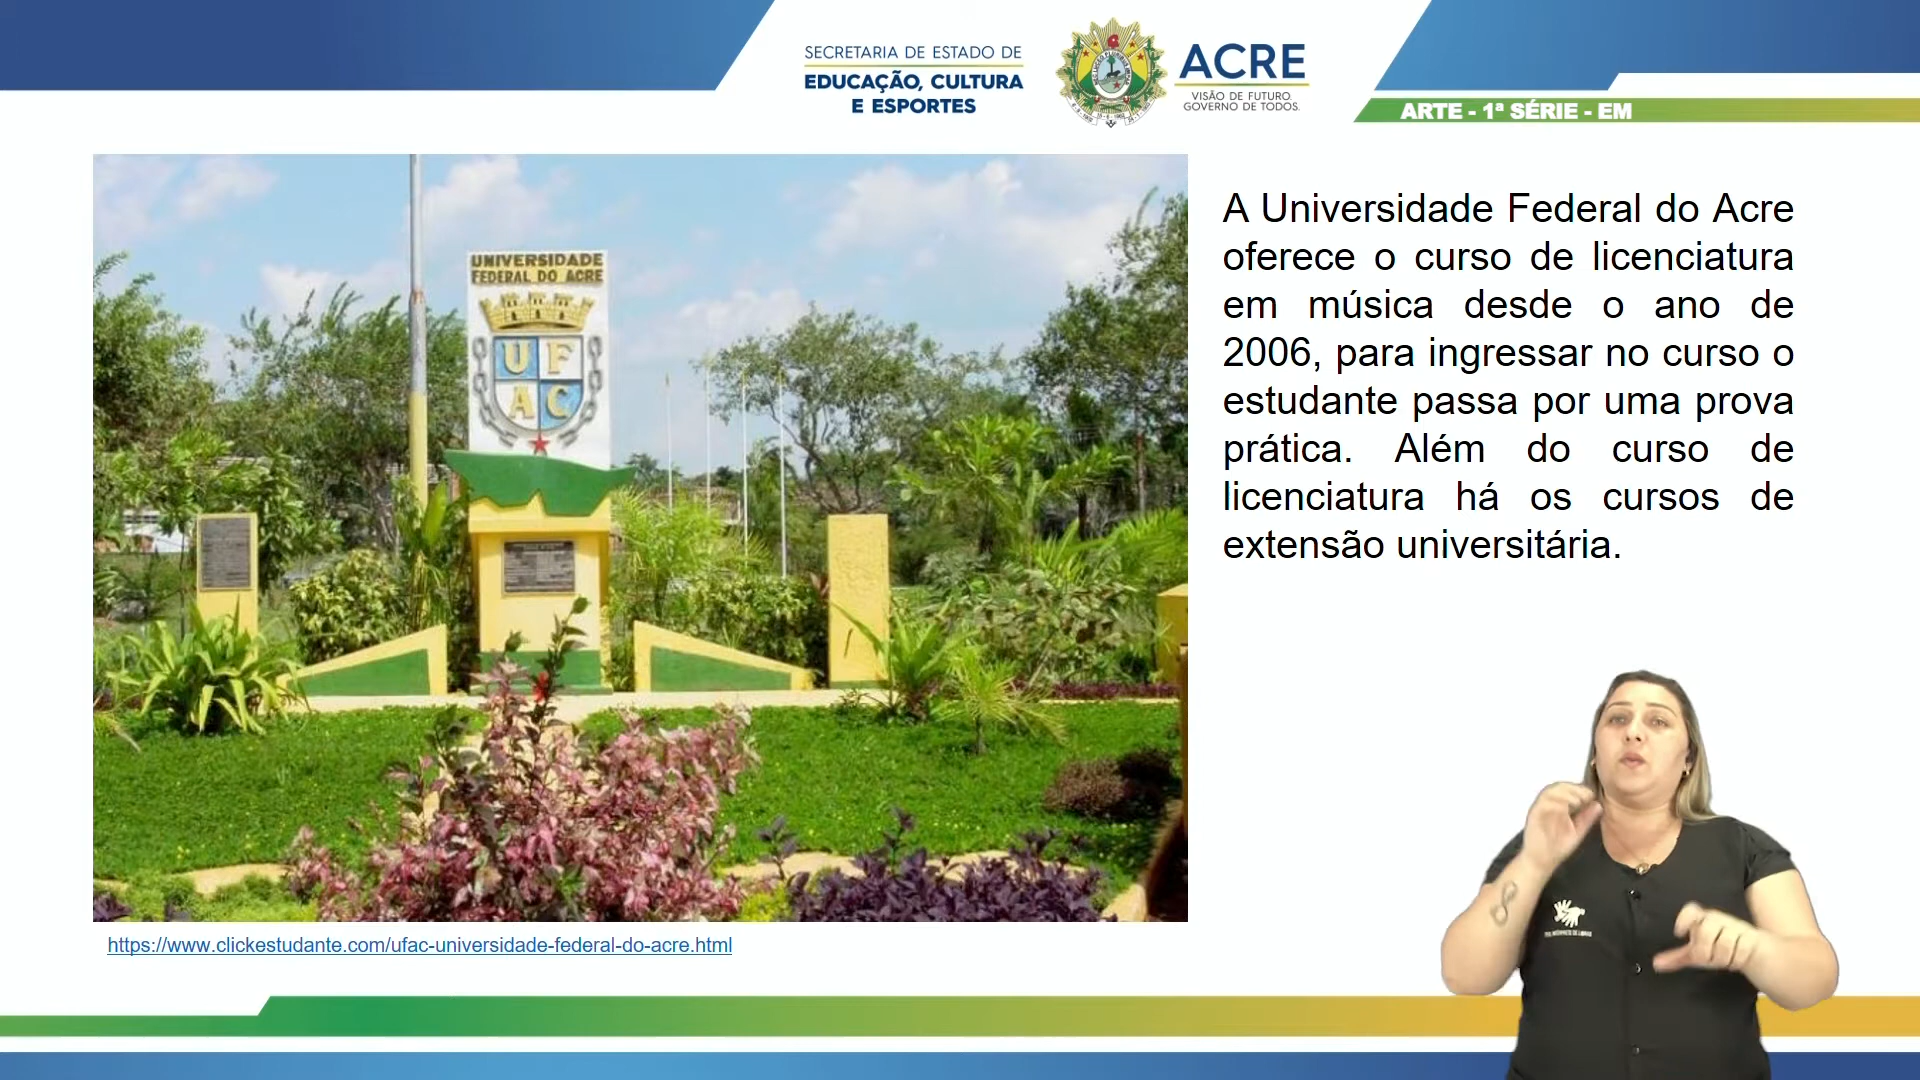 SECRETARIA DE ESTADO DE
EDUCAÇÃO, CULTURA
E ESPORTES
ACRE
VISÃO DE FUTURO.
GOVERNO DE TODOS.
ARTE - 1ª SÉRIE - EM
UNIVERSIDADE
FEDERAL DO ACRE
U F
A C
A Universidade Federal do Acre
oferece o curso de licenciatura
em música desde o ano de
2006, para ingressar no curso o
estudante passa por uma prova
prática. Além do curso de
licenciatura há os cursos de
extensão universitária.
https://www.clickestudante.com/ufac-universidade-federal-do-acre.html